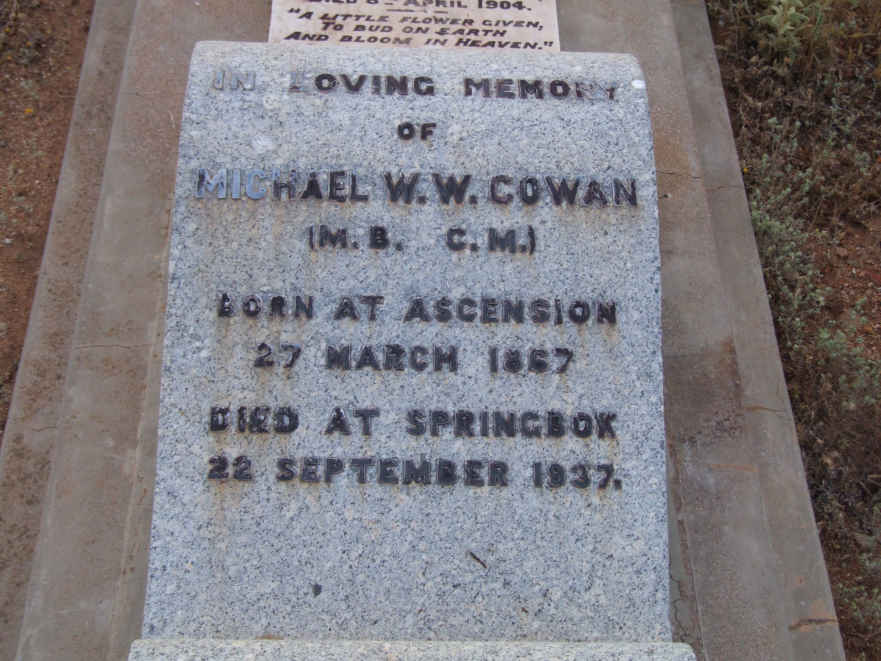 DIED 8TH APRIL 1904.
"A LITTLE FLOWER GIVEN,
TO BUD ON EARTH
AND BLOOM IN HEAVEN."
IN LOVING MEMORY
OF
MICHAEL W.W. COWAN
(M.B. C.M.)
BORN AT ASCENSION
27 MARCH 1867
DIED AT SPRINGBOK
22 SEPTEMBER 1937.